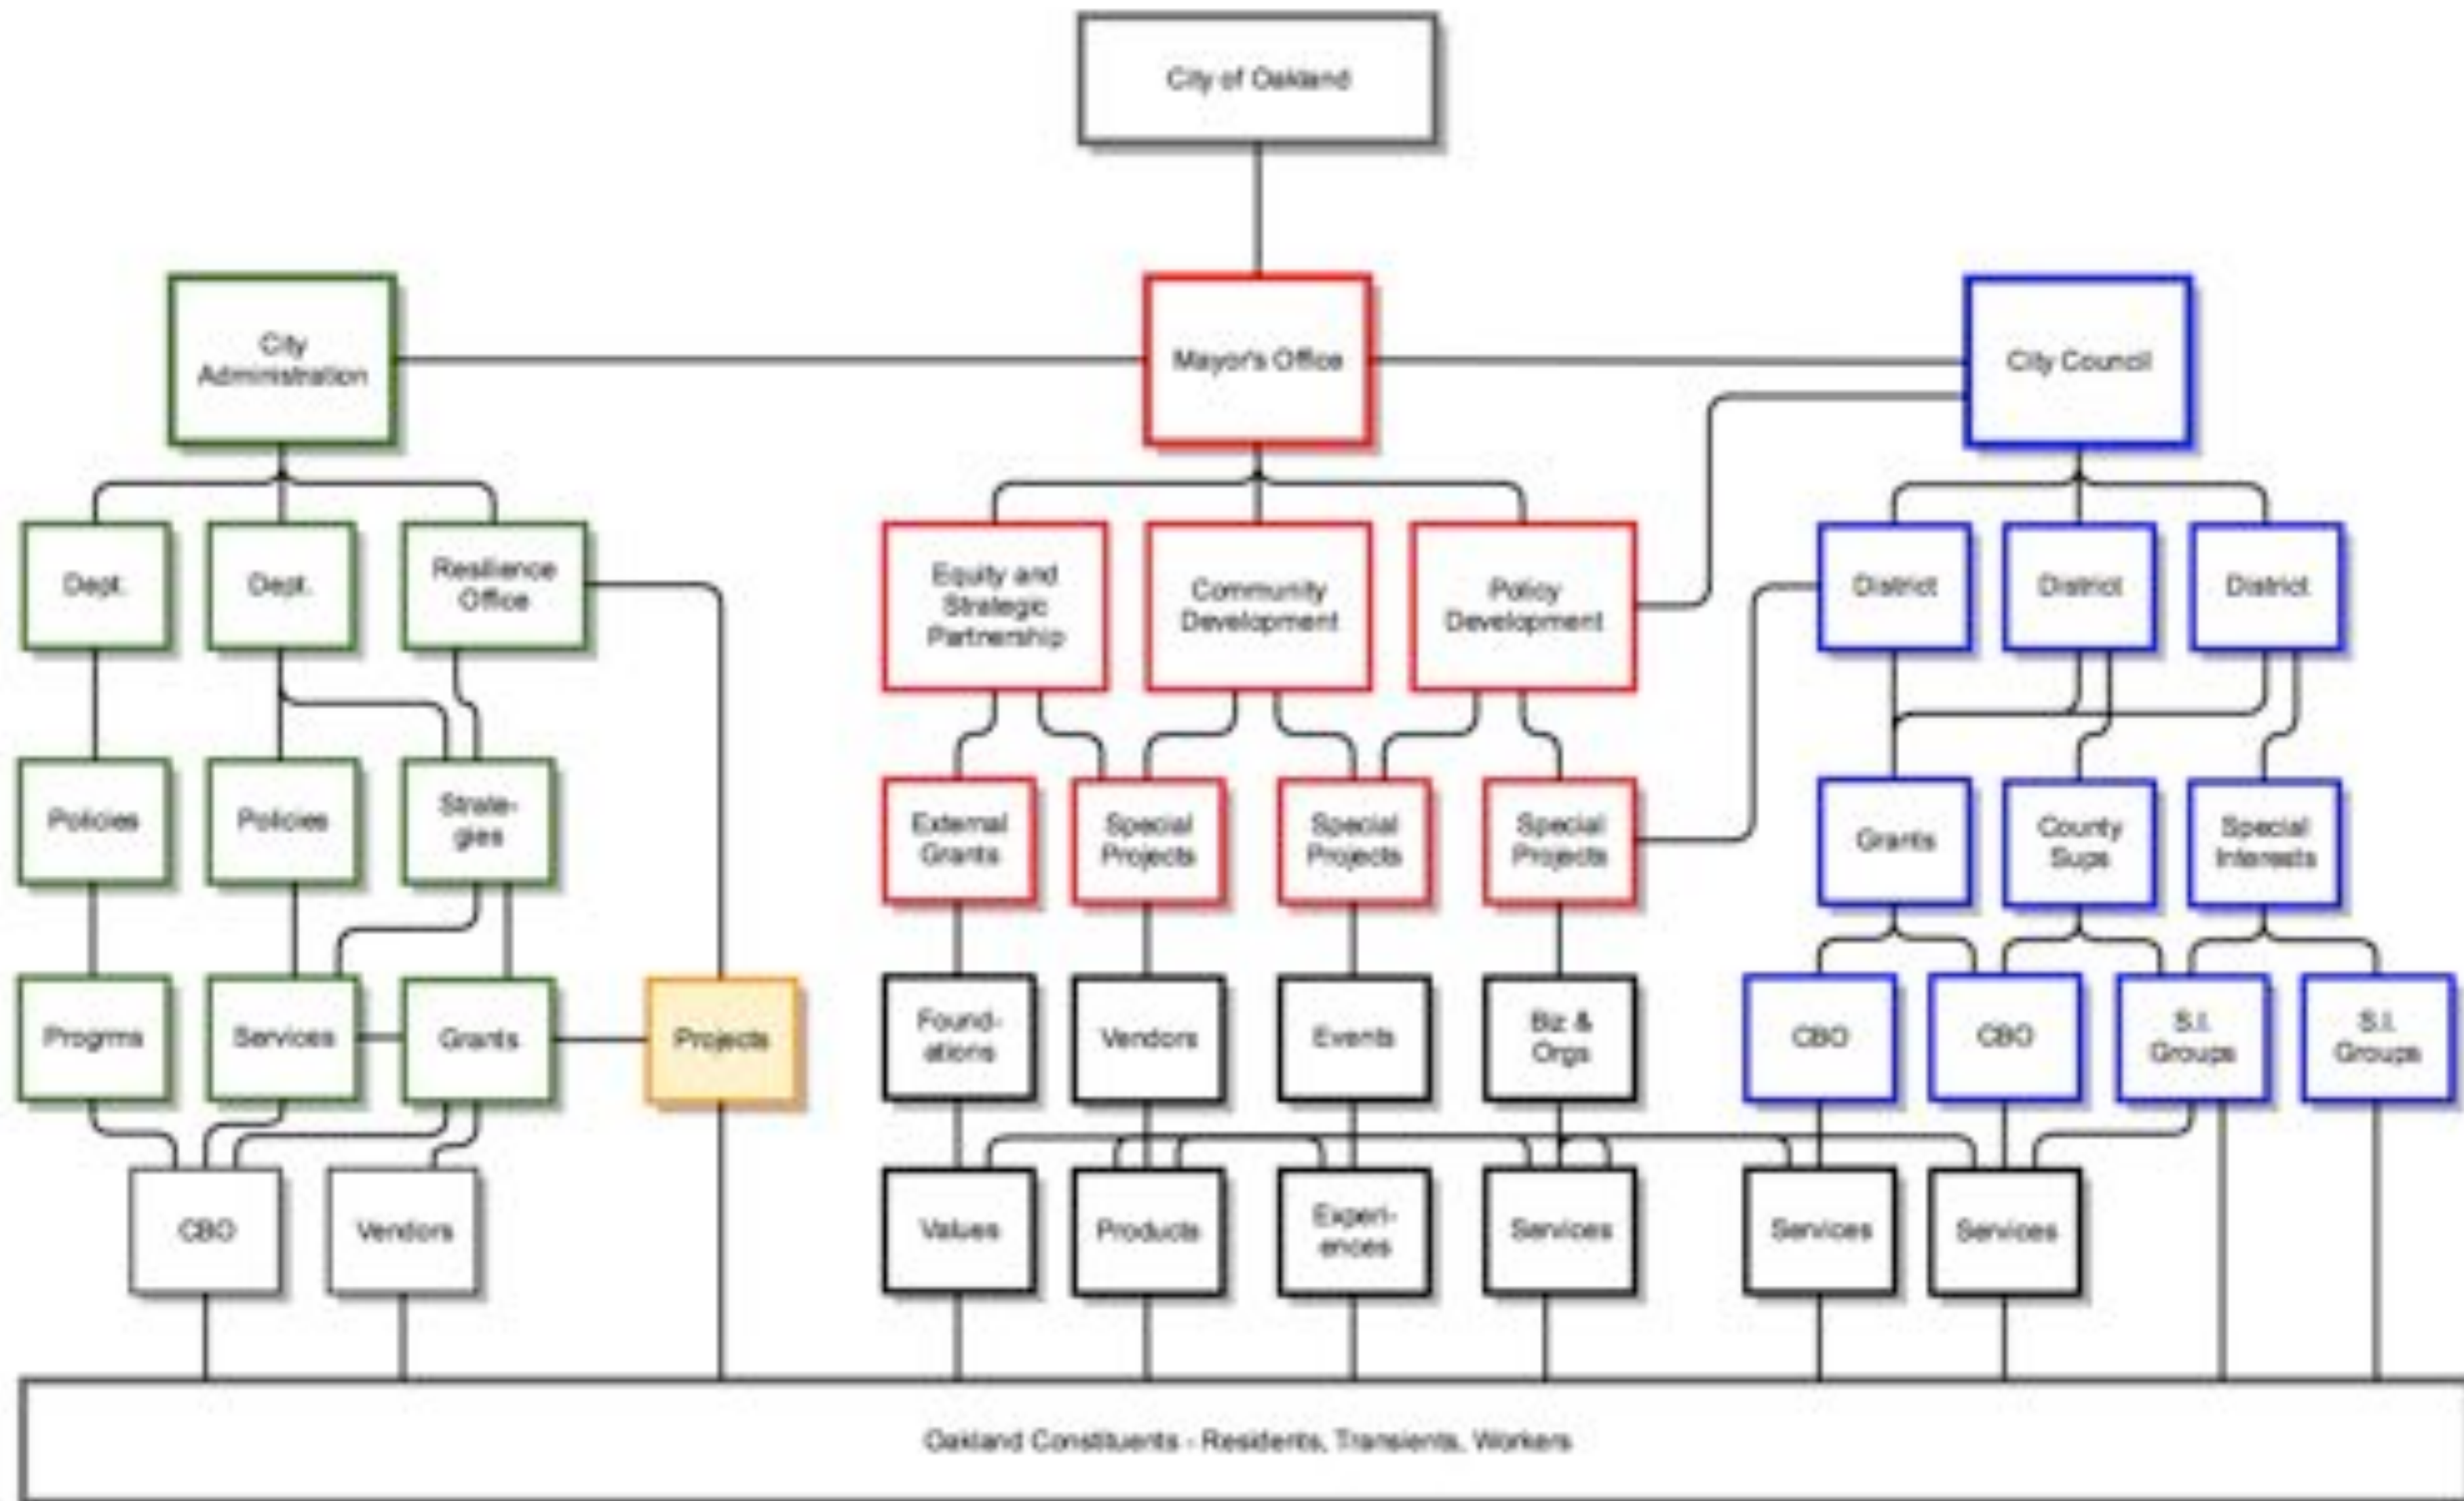 City of Oakland
City
Administration
Mayor's Office
City Council
Dept.
Dept.
Resilience
Office
Equity and
Strategic
Partnership
Community
Development
Policy
Development
District
District
District
Policies
Policies
Strate-
gies
External
Grants
Special
Projects
Special
Projects
Special
Projects
Grants
County
Sups
Special
Interests
Progrms
Services
Grants
Projects
Found-
ations
Vendors
Events
Biz &
Orgs
CBO
CBO
S.I.
Groups
S.I.
Groups
CBO
Vendors
Values
Products
Experi-
ences
Services
Services
Services
Oakland Constituents - Residents, Transients, Workers